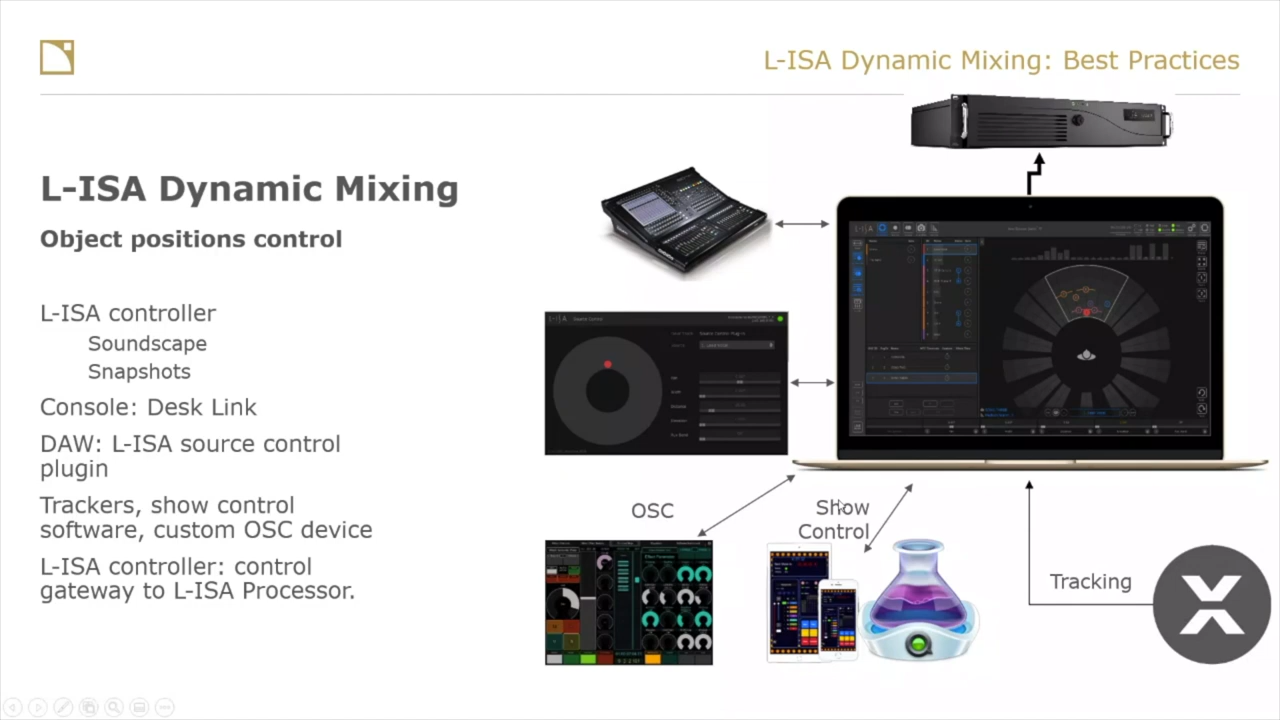 L-ISA Dynamic Mixing: Best Practices
L-ISA Dynamic Mixing
Object positions control
L-ISA controller
Soundscape
Snapshots
Console: Desk Link
DAW: L-ISA source control
plugin
Trackers, show control
software, custom OSC device
L-ISA controller: control
gateway to L-ISA Processor.
OSC
Show
Control
Tracking